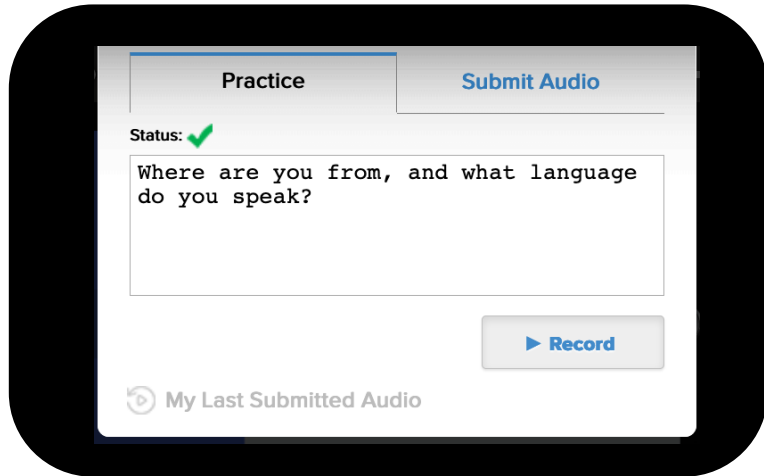 Practice
Submit Audio
Status:
Where are you from, and what language
do you speak?
Record
My Last Submitted Audio